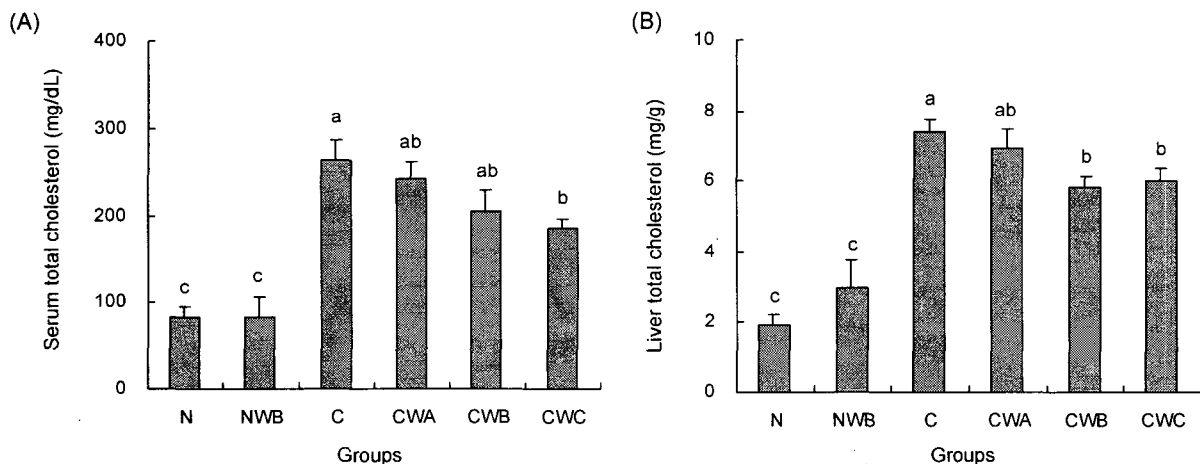 (A)
Serum total cholesterol (mg/dL)
400
300
200
100
0
a
ab
ab
b
c
c
N NWB C CWA CWB CWC
Groups
(B)
Liver total cholesterol (mg/g)
10
8
6
4
2
0
a
ab
b
b
c
c
N NWB C CWA CWB CWC
Groups